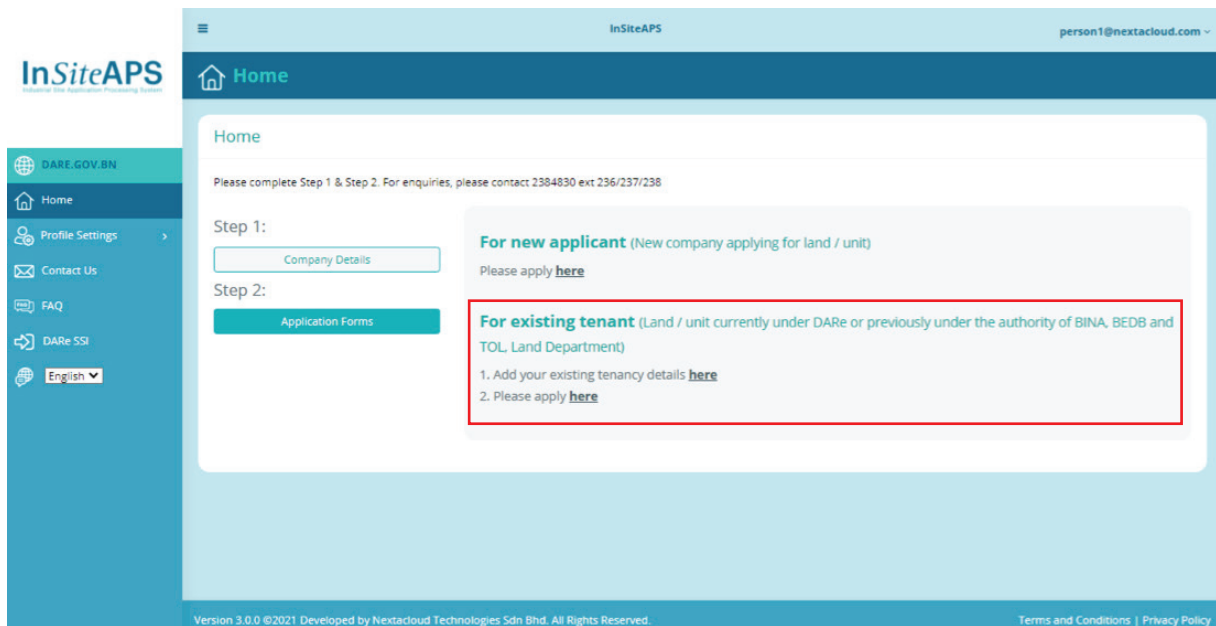 InSiteAPS
Industrial Site Application Processing System
DARE.GOV.BN
Home
Profile Settings
Contact Us
FAQ
DARe SSI
English
InSiteAPS
person1@nextacloud.com
Home
Home
Please complete Step 1 & Step 2. For enquiries, please contact 2384830 ext 236/237/238
Step 1:
Company Details
Step 2:
Application Forms
For new applicant (New company applying for land / unit)
Please apply here
For existing tenant (Land / unit currently under DARe or previously under the authority of BINA, BEDB and
TOL, Land Department)
1. Add your existing tenancy details here
2. Please apply here
Version 3.0.0 ©2021 Developed by Nextacloud Technologies Sdn Bhd. All Rights Reserved.
Terms and Conditions | Privacy Policy